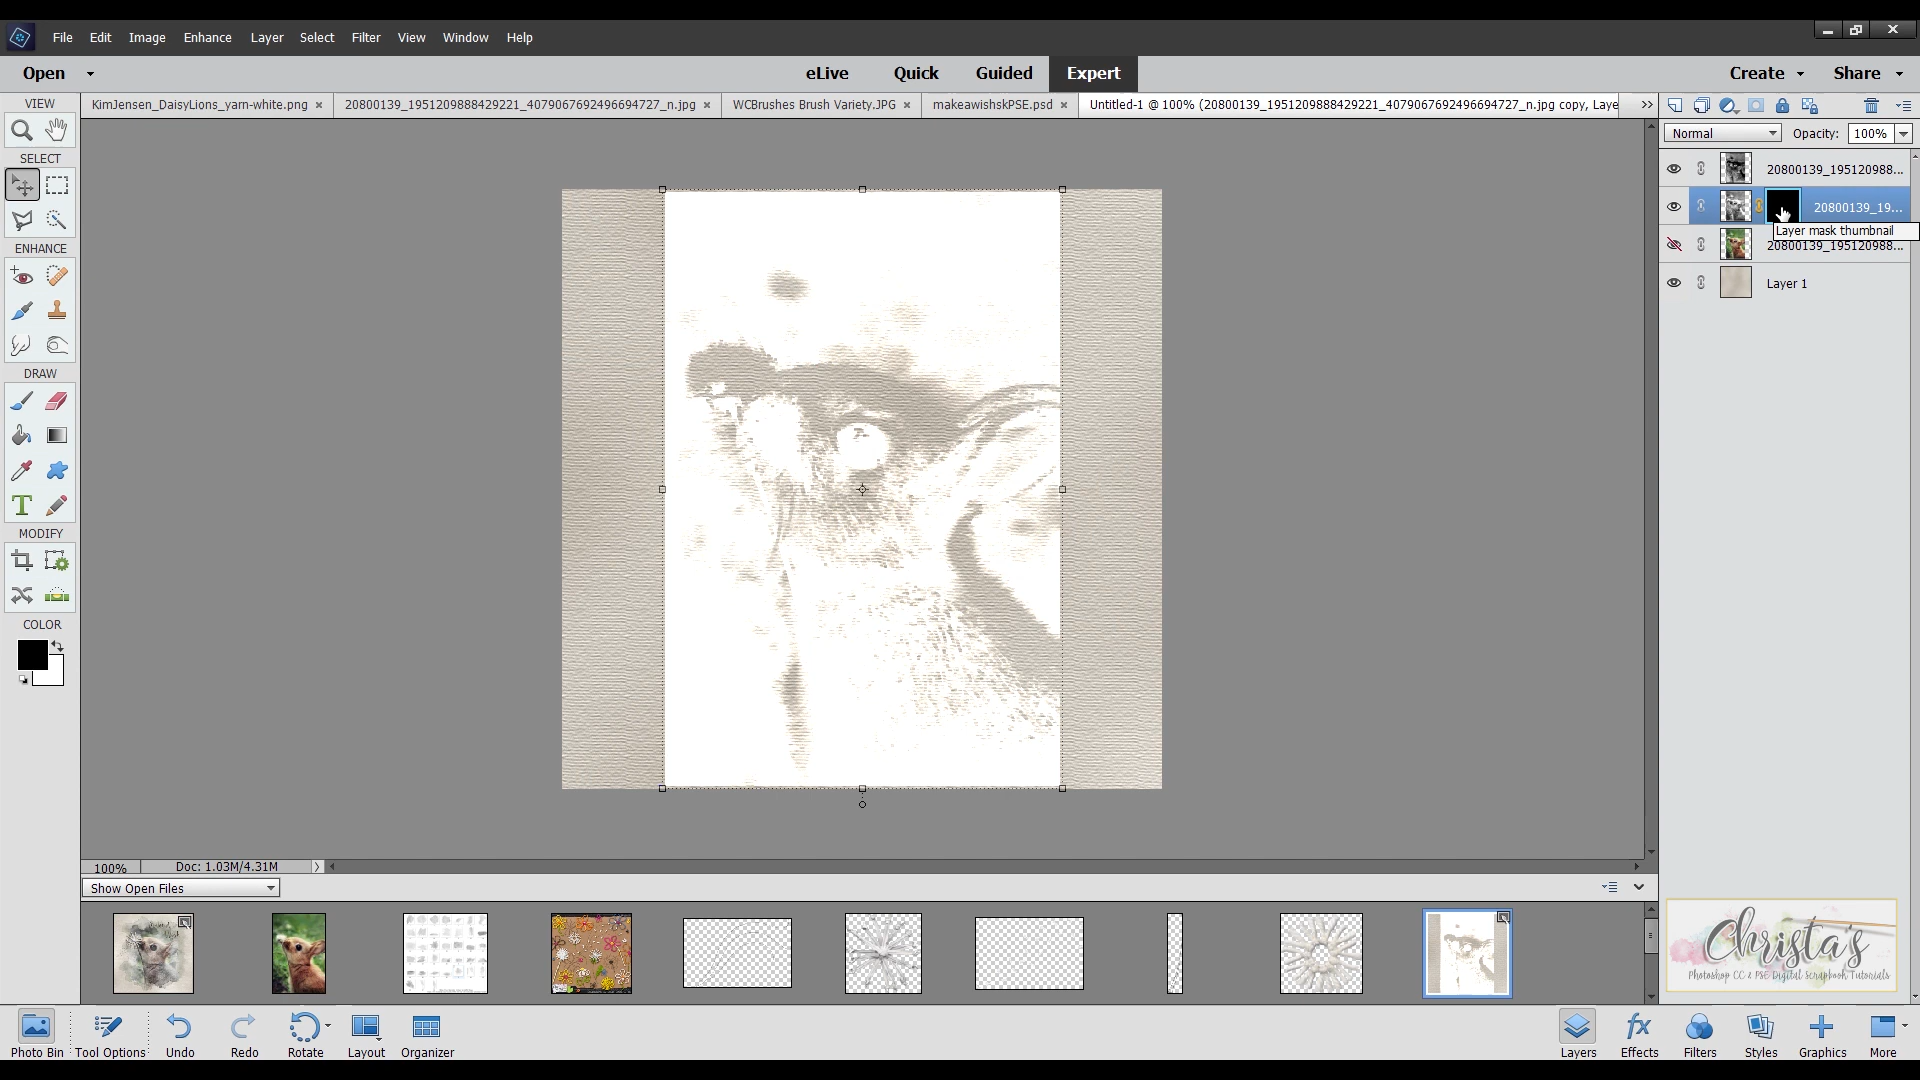 File Edit Image Enhance Layer Select Filter View Window Help
Open eLive Quick Guided Expert Create Share
VIEW
KimJensen_DaisyLions_yarn-white.png × 20800139_1951209888429221_4079067692496694727_n.jpg × WCBrushes Brush Variety.JPG × makeawishskPSE.psd × Untitled-1 @ 100% (20800139_1951209888429221_4079067692496694727_n.jpg copy, Laye >>
Normal Opacity: 100%
SELECT
20800139_195120988...
20800139_19...
Layer mask thumbnail
20800139_195120988...
ENHANCE
Layer 1
DRAW
T
MODIFY
COLOR
100% Doc: 1.03M/4.31M
Show Open Files
Christa's
Photoshop CC & PSE Digital Scrapbook Tutorials
Photo Bin Tool Options Undo Redo Rotate Layout Organizer fx Layers Effects Filters Styles Graphics More